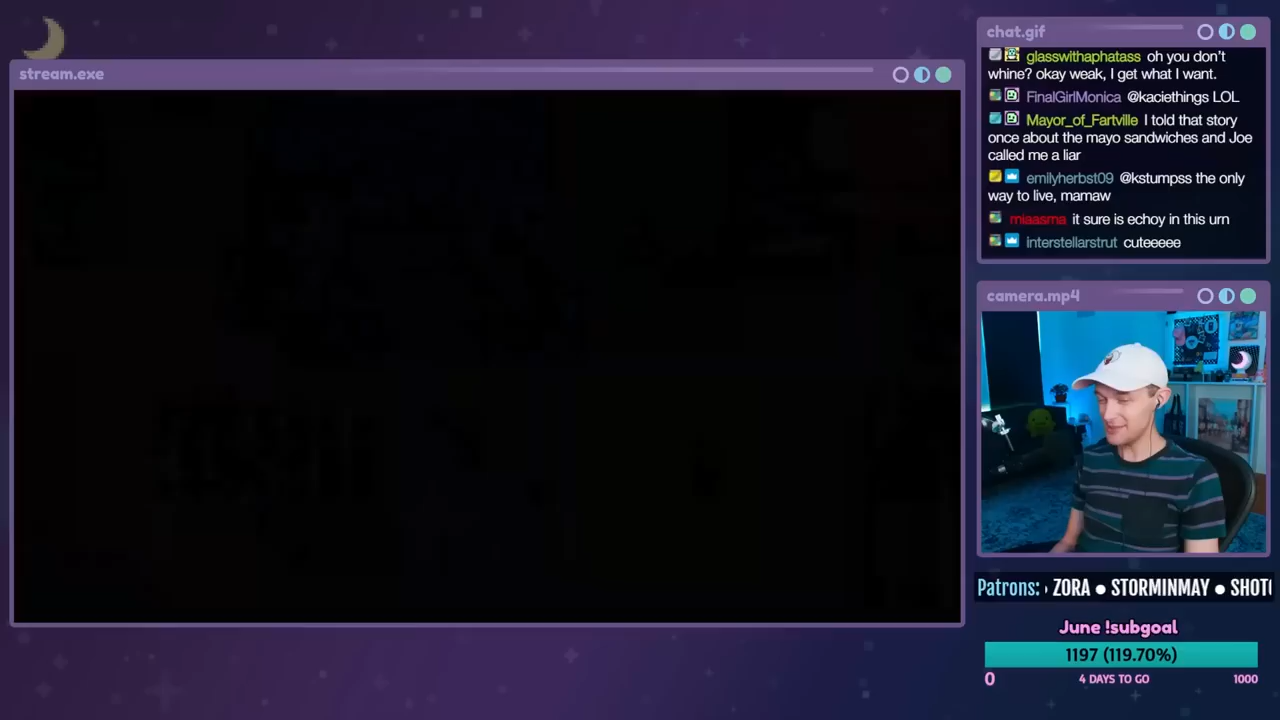 stream.exe
chat.gif
glasswithaphatass oh you don't
whine? okay weak, I get what I want.
FinalGirlMonica @kaciethings LOL
Mayor_of_Fartville I told that story
once about the mayo sandwiches and Joe
called me a liar
emilyherbst09 @kstumpss the only
way to live, mamaw
miaasma it sure is echoy in this urn
interstellarstrut cuteeeee
camera.mp4
Patrons: ZORA ● STORMINMAY ● SHOT
June !subgoal
1197 (119.70%)
0 4 DAYS TO GO 1000